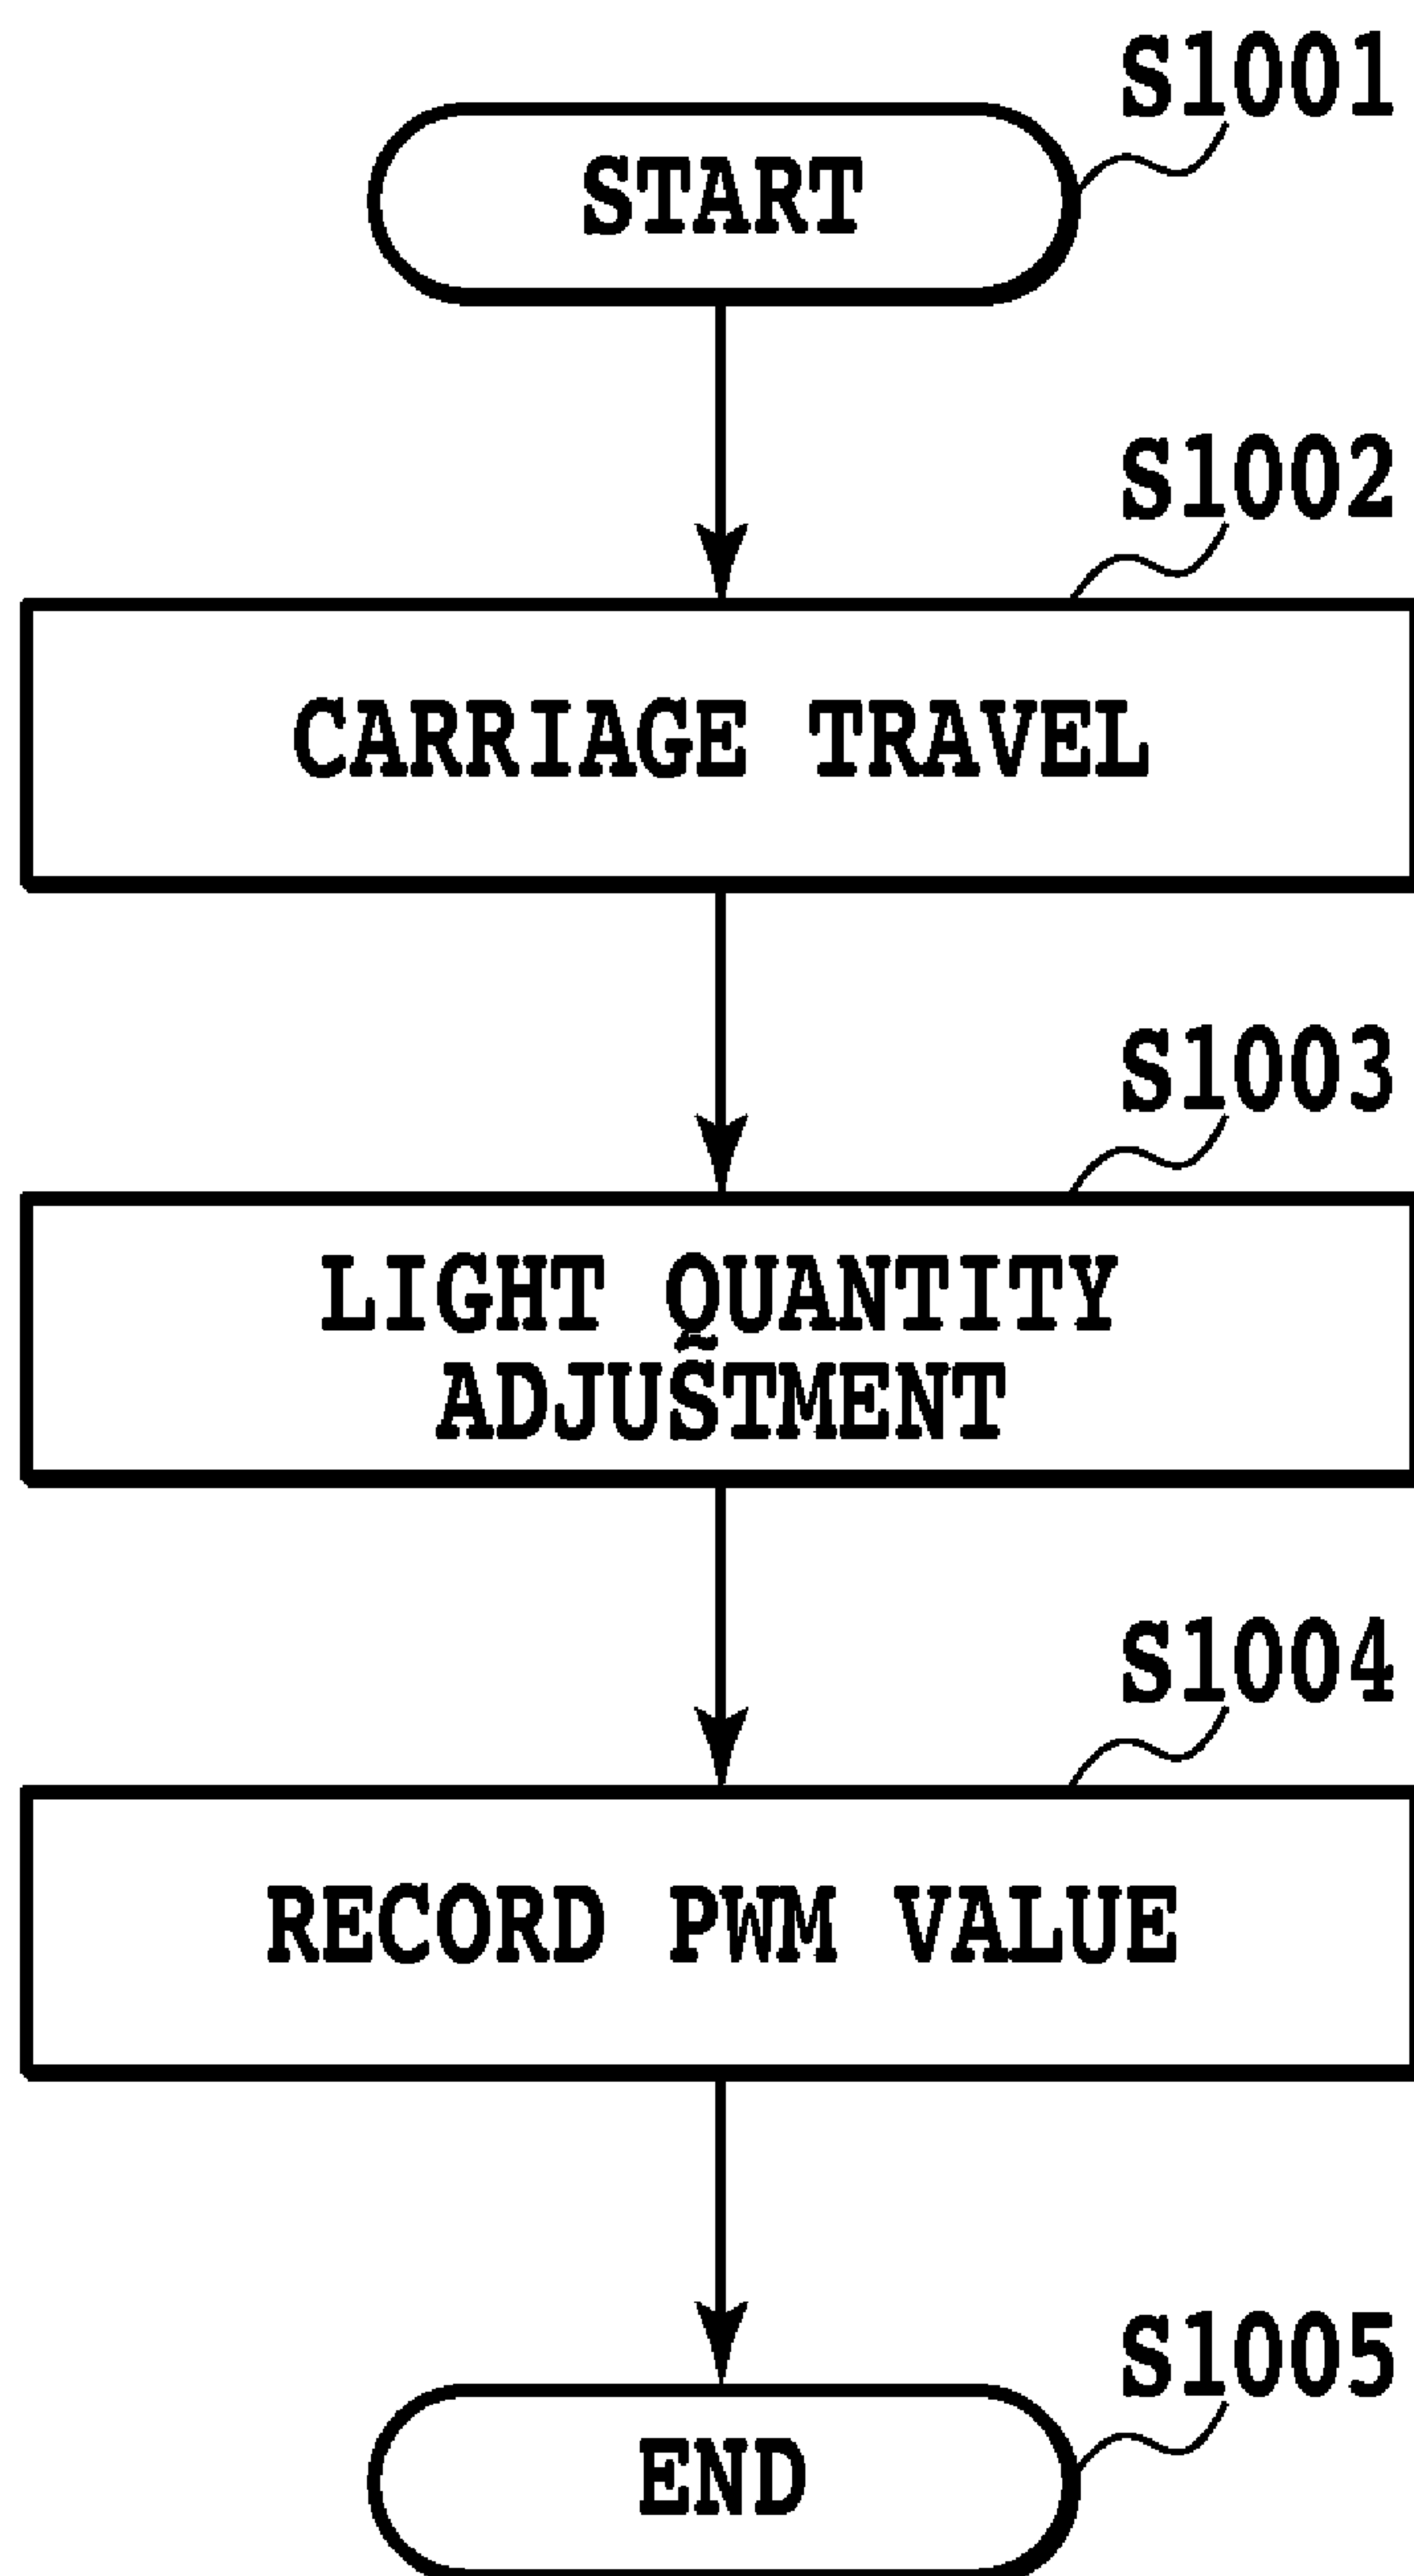 S1001
START
S1002
CARRIAGE TRAVEL
S1003
LIGHT QUANTITY
ADJUSTMENT
S1004
RECORD PWM VALUE
S1005
END